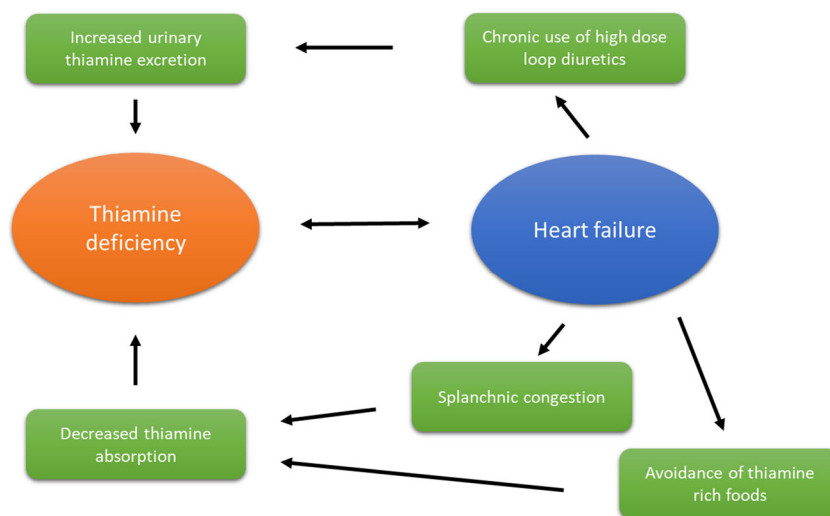 Increased urinary
thiamine excretion
Chronic use of high dose
loop diuretics
Thiamine
deficiency
Heart failure
Splanchnic congestion
Decreased thiamine
absorption
Avoidance of thiamine
rich foods